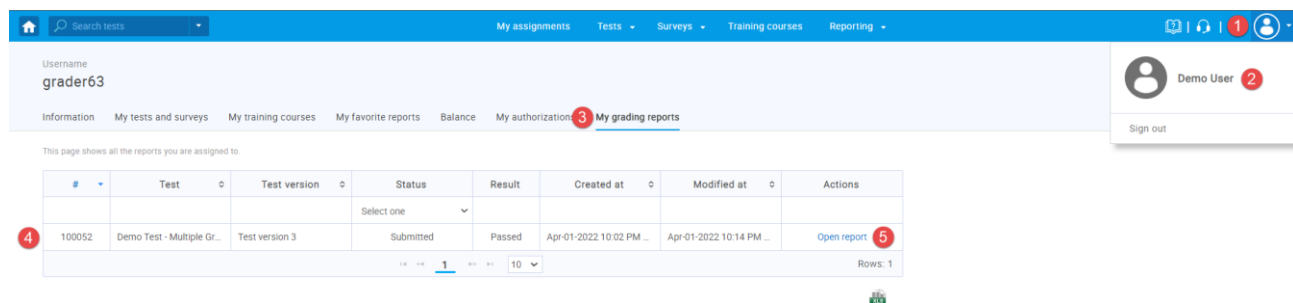 Search tests My assignments Tests Surveys Training courses Reporting 1
Username
grader63
Demo User 2
Information My tests and surveys My training courses My favorite reports Balance My authorizations 3 My grading reports
Sign out
This page shows all the reports you are assigned to.
# Test Test version Status Result Created at Modified at Actions
Select one
4 100052 Demo Test - Multiple Gr... Test version 3 Submitted Passed Apr-01-2022 10:02 PM ... Apr-01-2022 10:14 PM ... Open report 5
1 10 Rows: 1
XLS